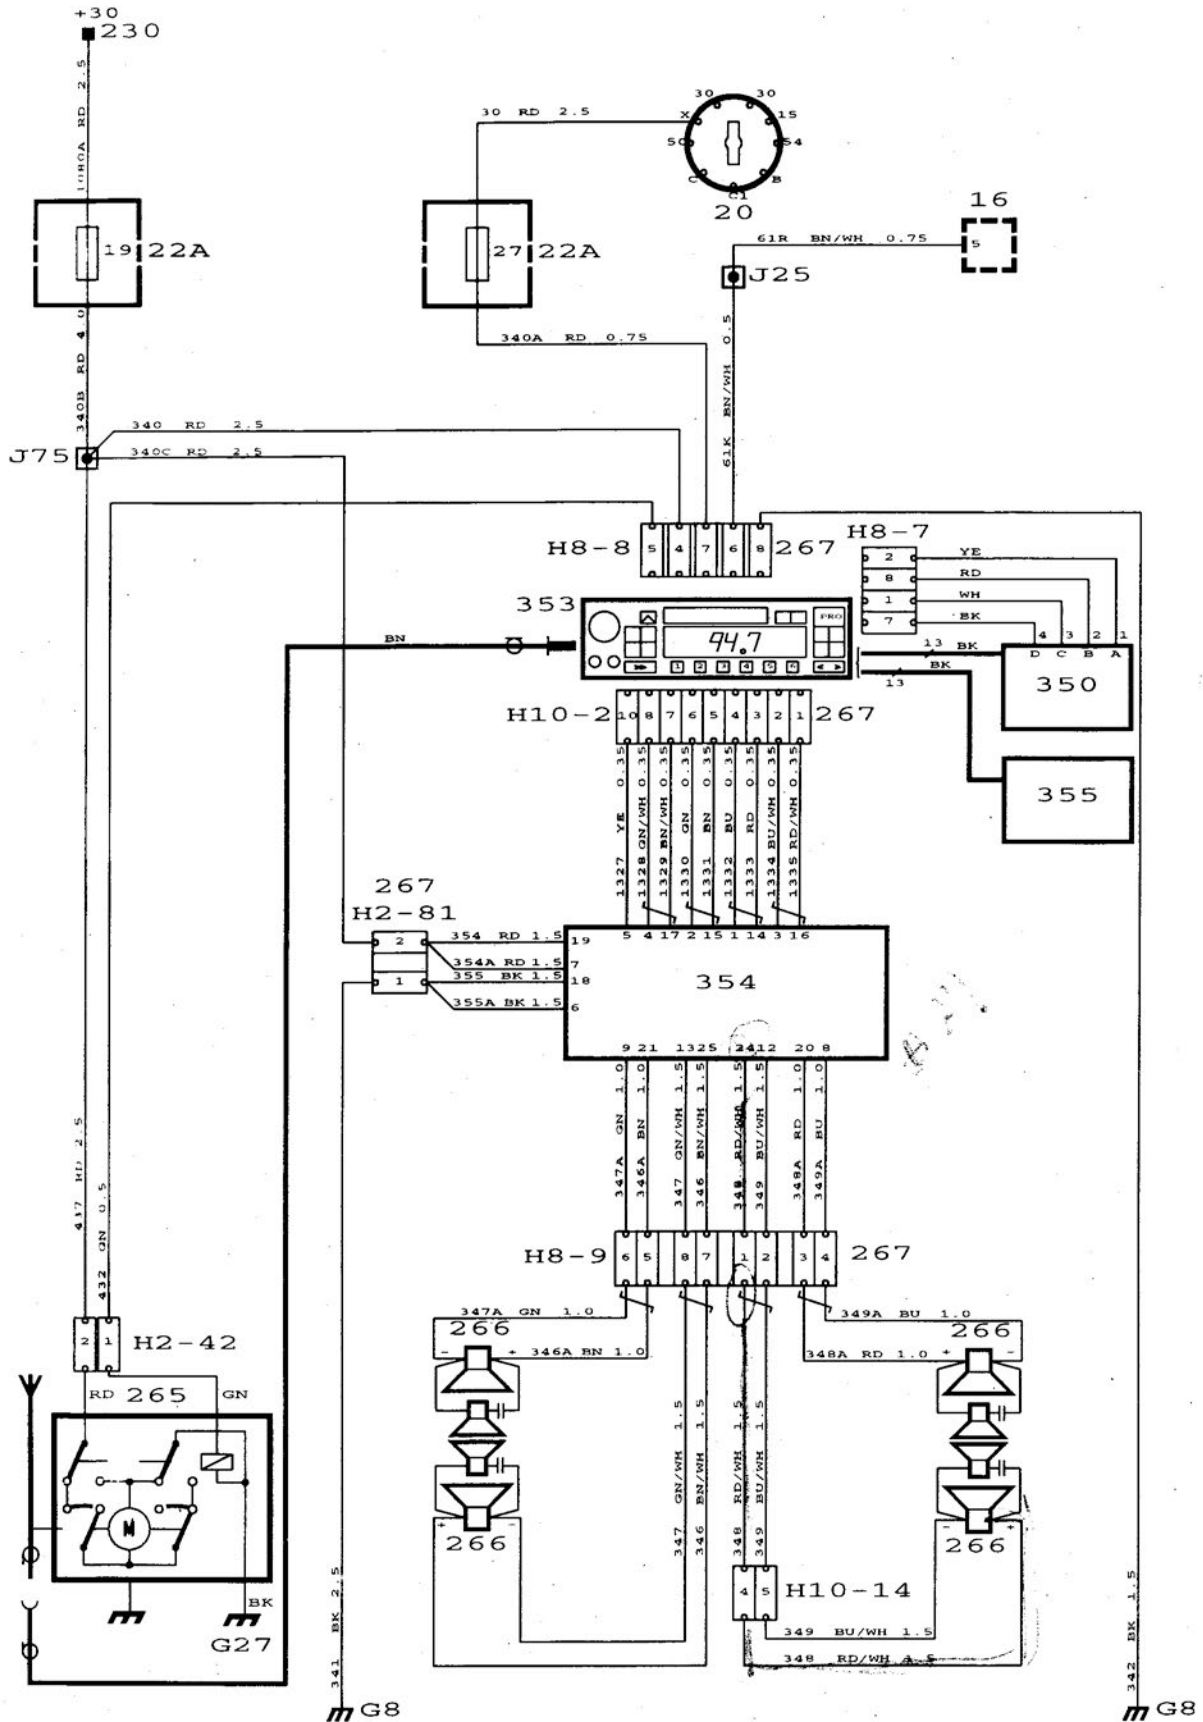 +30
230
1080A RD 2.5
30 RD 2.5
30 30
X 15
50 54
C B
C1
20
16
5
61R BN/WH 0.75
J25
19 22A
27 22A
340B RD 4.0
340A RD 0.75
61K BN/WH 0.5
340 RD 2.5
J75
340C RD 2.5
H8-8 5 4 7 6 8 267
H8-7
2 YE
8 RD
1 WH
7 BK
4 3 2 1
D C B A
353
PRO
94.7
1 2 3 4 5 6
BN
13 BK
BK
13
350
355
H10-2 10 8 7 6 5 4 3 2 1 267
1327 YE 0.35
1328 GN/WH 0.35
1329 BN/WH 0.35
1330 GN 0.35
1331 BN 0.35
1332 BU 0.35
1333 RD 0.35
1334 BU/WH 0.35
1335 RD/WH 0.35
267
H2-81
2
1
354 RD 1.5 19
354A RD 1.5 7
355 BK 1.5 18
355A BK 1.5 6
5 4 17 2 15 1 14 3 16
354
9 21 13 25 24 12 20 8
347A GN 1.0
346A BN 1.0
347 GN/WH 1.5
346 BN/WH 1.5
348 RD/WH 1.5
349 BU/WH 1.5
348A RD 1.0
349A BU 1.0
437 RD 2.5
432 GN 0.5
H8-9 6 5 8 7 1 2 3 4 267
347A GN 1.0
266
- +
346A BN 1.0
349A BU 1.0
266
348A RD 1.0 + -
2 1 H2-42
RD 265 GN
M
BK
G27
+ -
266
347 GN/WH 1.5
346 BN/WH 1.5
348 RD/WH 1.5
349 BU/WH 1.5
- +
266
4 5 H10-14
349 BU/WH 1.5
348 RD/WH 1.5
341 BK 2.5
G8
342 BK 1.5
G8